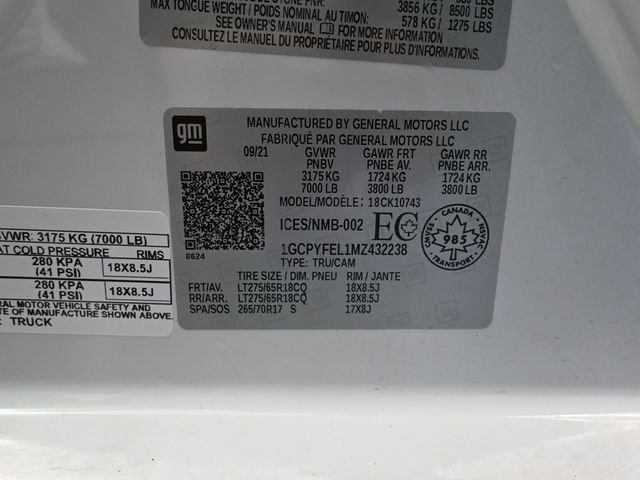 3856 KG / 8500 LBS
MAX TONGUE WEIGHT / POIDS NOMINAL AU TIMON: 578 KG / 1275 LBS
SEE OWNER'S MANUAL FOR MORE INFORMATION
CONSULTEZ LE MANUEL DU PROPRIÉTAIRE POUR PLUS D'INFORMATIONS.
gm
MANUFACTURED BY GENERAL MOTORS LLC
FABRIQUÉ PAR GENERAL MOTORS LLC
09/21 GVWR GAWR FRT GAWR RR
PNBV PNBE AV. PNBE ARR.
3175 KG 1724 KG 1724 KG
7000 LB 3800 LB 3800 LB
MODEL/MODÈLE: 18CK10743
ICES/NMB-002 EC
CANADA
CMVSS 985 NSVAC
TRANSPORT
8624
1GCPYFEL1MZ432238
TYPE: TRU/CAM
TIRE SIZE / DIM. PNEU RIM / JANTE
FRT/AV. LT275/65R18CQ 18X8.5J
RR/ARR. LT275/65R18CQ 18X8.5J
SPA/SOS 265/70R17 S 17X8J
GVWR: 3175 KG (7000 LB)
AT COLD PRESSURE RIMS
280 KPA
(41 PSI) 18X8.5J
280 KPA
(41 PSI) 18X8.5J
MOTOR VEHICLE SAFETY AND
OF MANUFACTURE SHOWN ABOVE.
: TRUCK